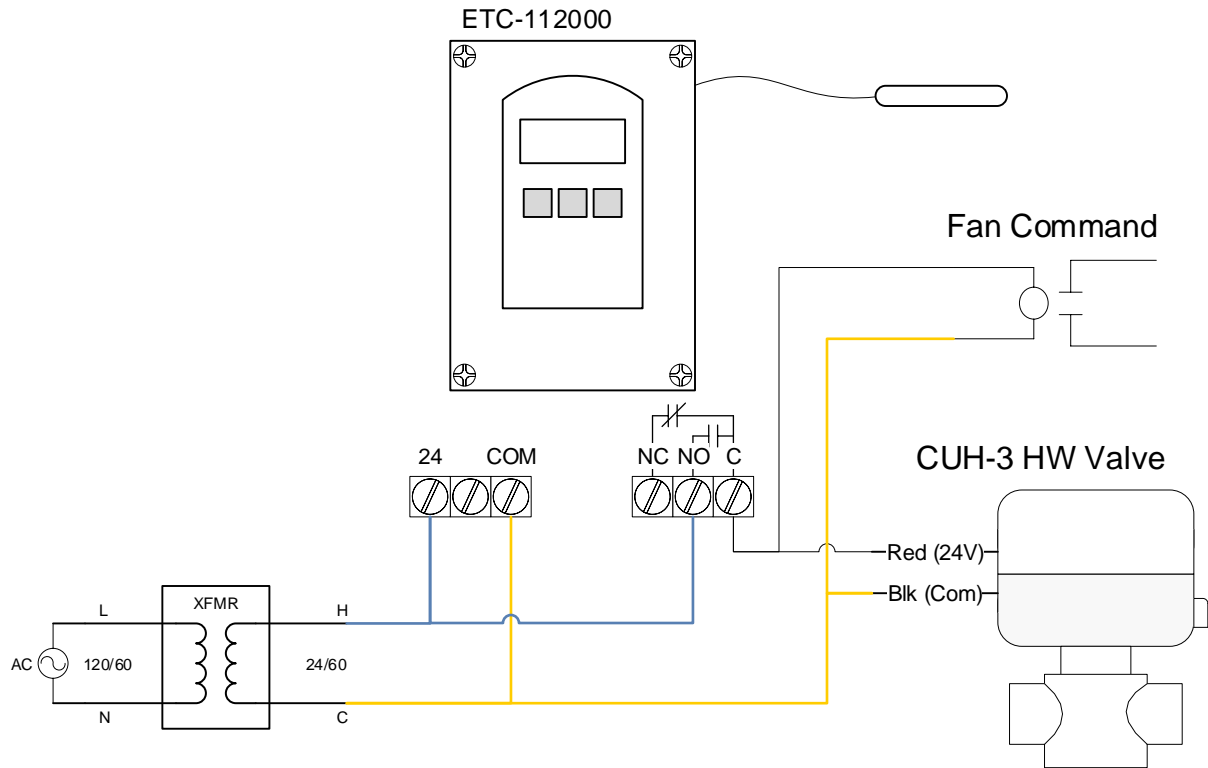 ETC-112000
Fan Command
24 COM NC NO C
CUH-3 HW Valve
Red (24V)
Blk (Com)
L XFMR H
AC 120/60 24/60
N C